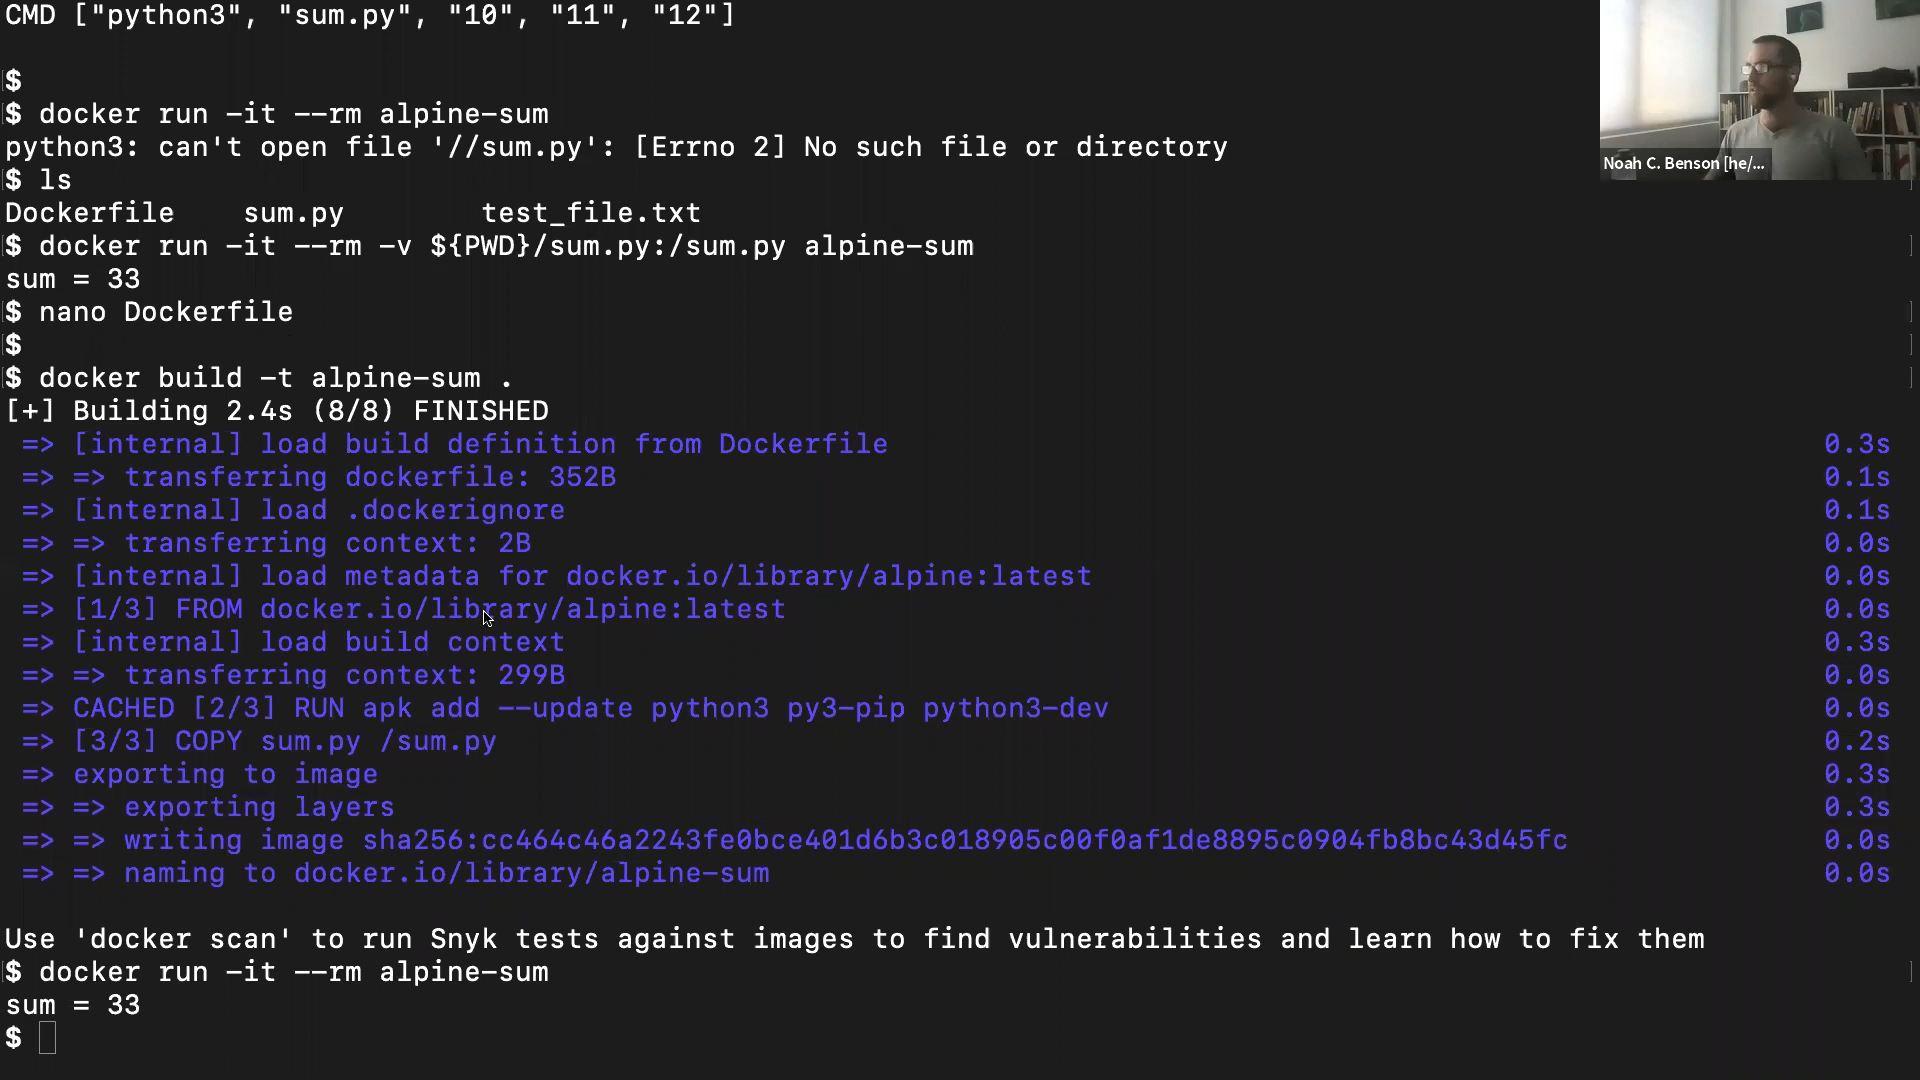 CMD ["python3", "sum.py", "10", "11", "12"]
$
$ docker run -it --rm alpine-sum
python3: can't open file '//sum.py': [Errno 2] No such file or directory
$ ls
Dockerfile    sum.py        test_file.txt
$ docker run -it --rm -v ${PWD}/sum.py:/sum.py alpine-sum
sum = 33
$ nano Dockerfile
$
$ docker build -t alpine-sum .
[+] Building 2.4s (8/8) FINISHED
=> [internal] load build definition from Dockerfile 0.3s
=> => transferring dockerfile: 352B 0.1s
=> [internal] load .dockerignore 0.1s
=> => transferring context: 2B 0.0s
=> [internal] load metadata for docker.io/library/alpine:latest 0.0s
=> [1/3] FROM docker.io/library/alpine:latest 0.0s
=> [internal] load build context 0.3s
=> => transferring context: 299B 0.0s
=> CACHED [2/3] RUN apk add --update python3 py3-pip python3-dev 0.0s
=> [3/3] COPY sum.py /sum.py 0.2s
=> exporting to image 0.3s
=> => exporting layers 0.3s
=> => writing image sha256:cc464c46a2243fe0bce401d6b3c018905c00f0af1de8895c0904fb8bc43d45fc 0.0s
=> => naming to docker.io/library/alpine-sum 0.0s
Use 'docker scan' to run Snyk tests against images to find vulnerabilities and learn how to fix them
$ docker run -it --rm alpine-sum
sum = 33
$
Noah C. Benson [he/...